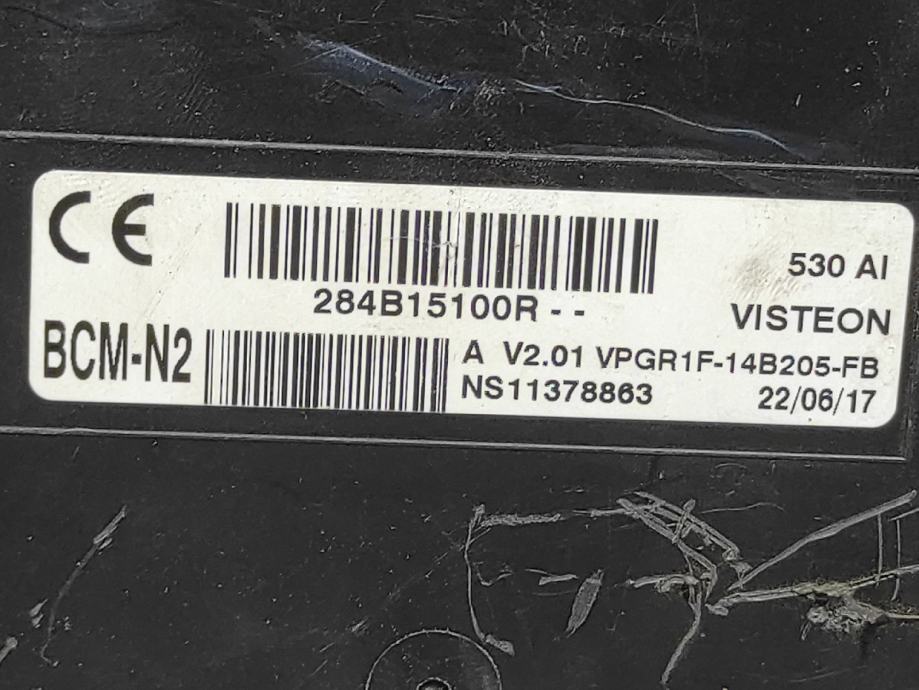 CE
284B15100R - -
530 AI
VISTEON
BCM-N2
A V2.01 VPGR1F-14B205-FB
NS11378863
22/06/17